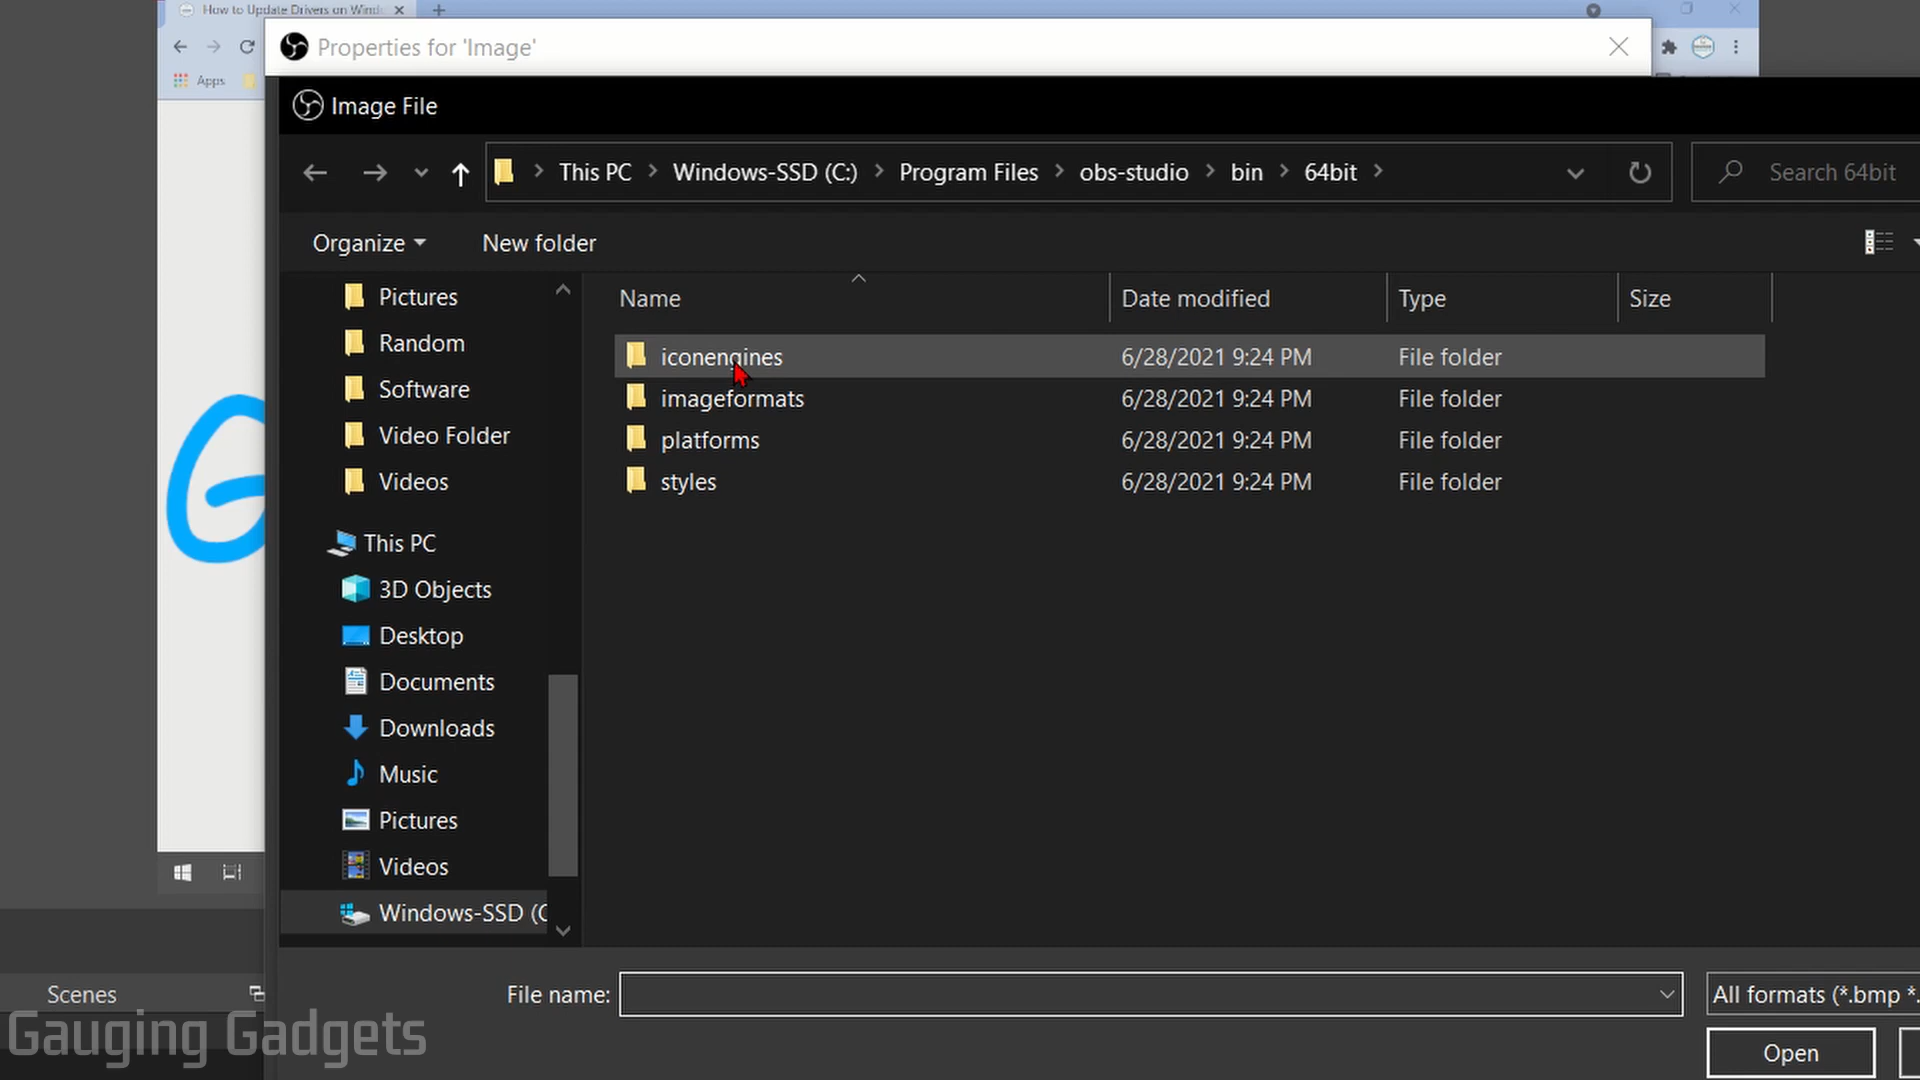 How to Update Drivers on Wind
Properties for 'Image'
Apps
Image File
This PC
Windows-SSD (C:)
Program Files
obs-studio
bin
64bit
Search 64bit
Organize
New folder
Name
Date modified
Type
Size
Pictures
Random
Software
Video Folder
Videos
This PC
3D Objects
Desktop
Documents
Downloads
Music
Pictures
Videos
Windows-SSD (C
iconengines 6/28/2021 9:24 PM File folder
imageformats 6/28/2021 9:24 PM File folder
platforms 6/28/2021 9:24 PM File folder
styles 6/28/2021 9:24 PM File folder
File name:
All formats (*.bmp *.
Open
Scenes
Gauging Gadgets